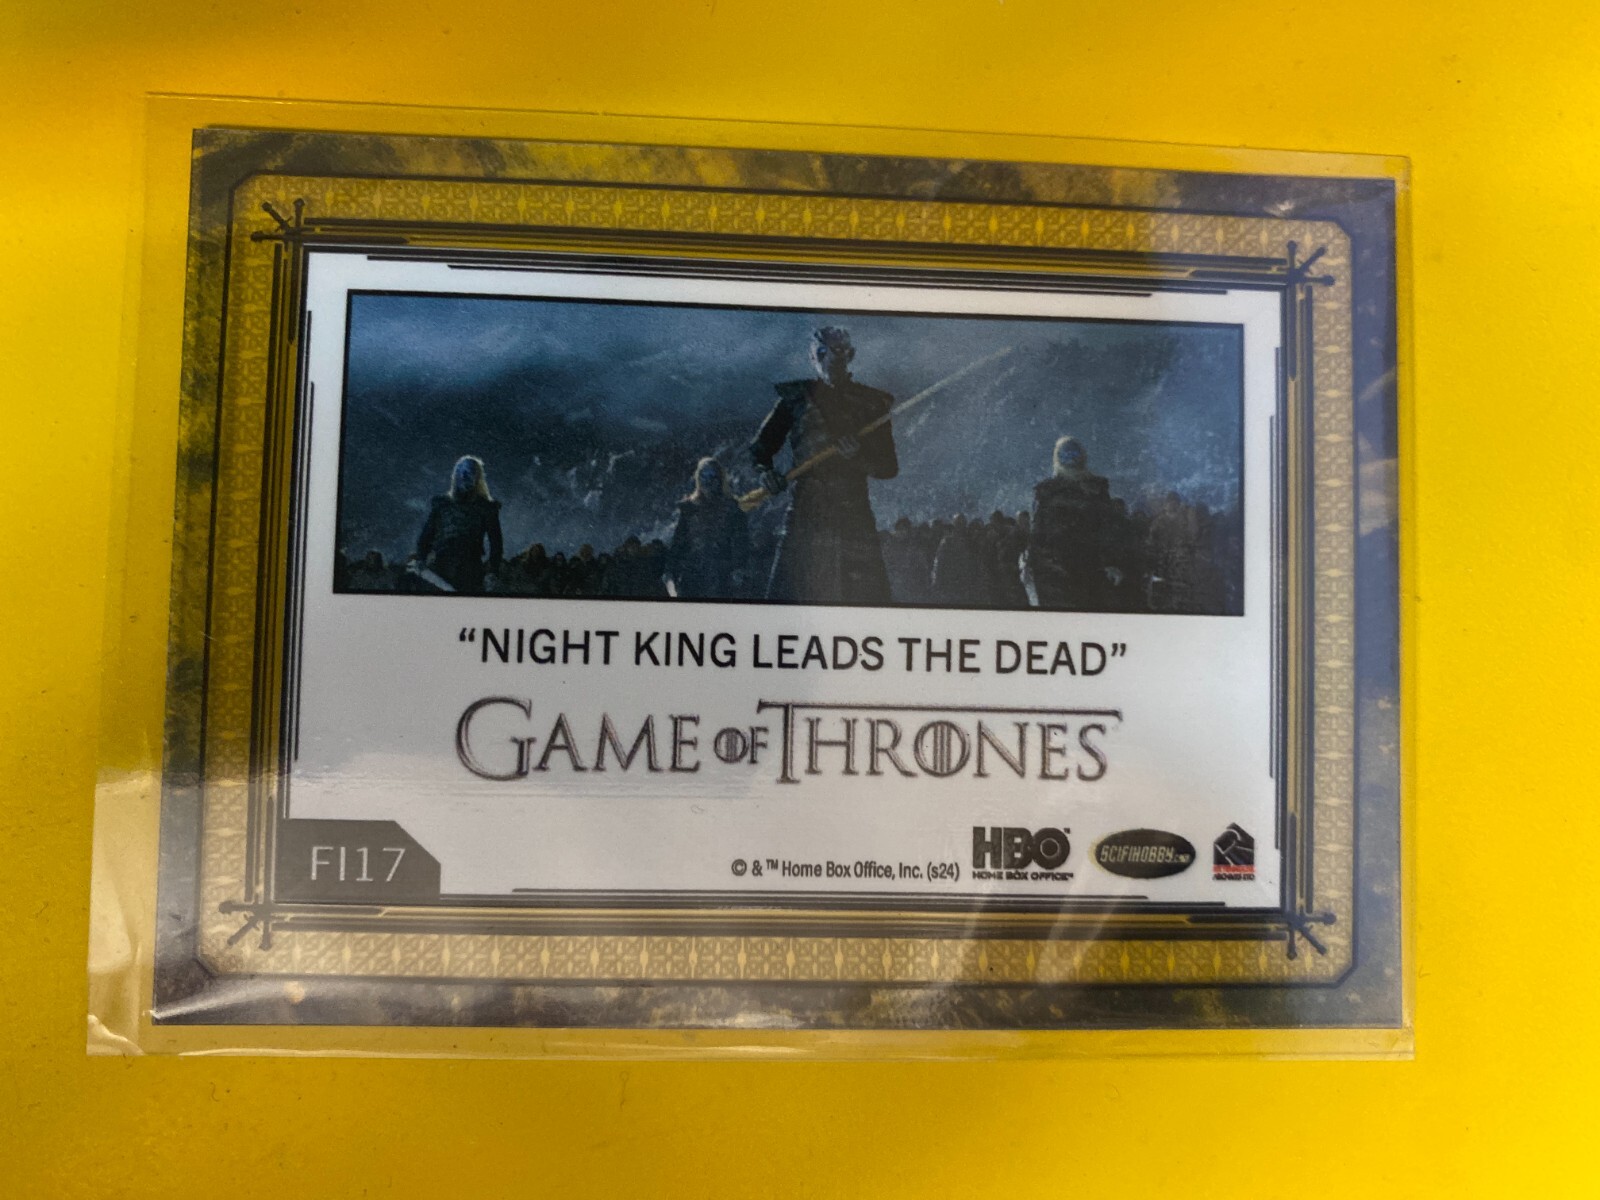 “NIGHT KING LEADS THE DEAD”
GAME OF THRONES
FI17
© & ™ Home Box Office, Inc. (s24)
HBO
HOME BOX OFFICE
SCIFIHOBBY.COM